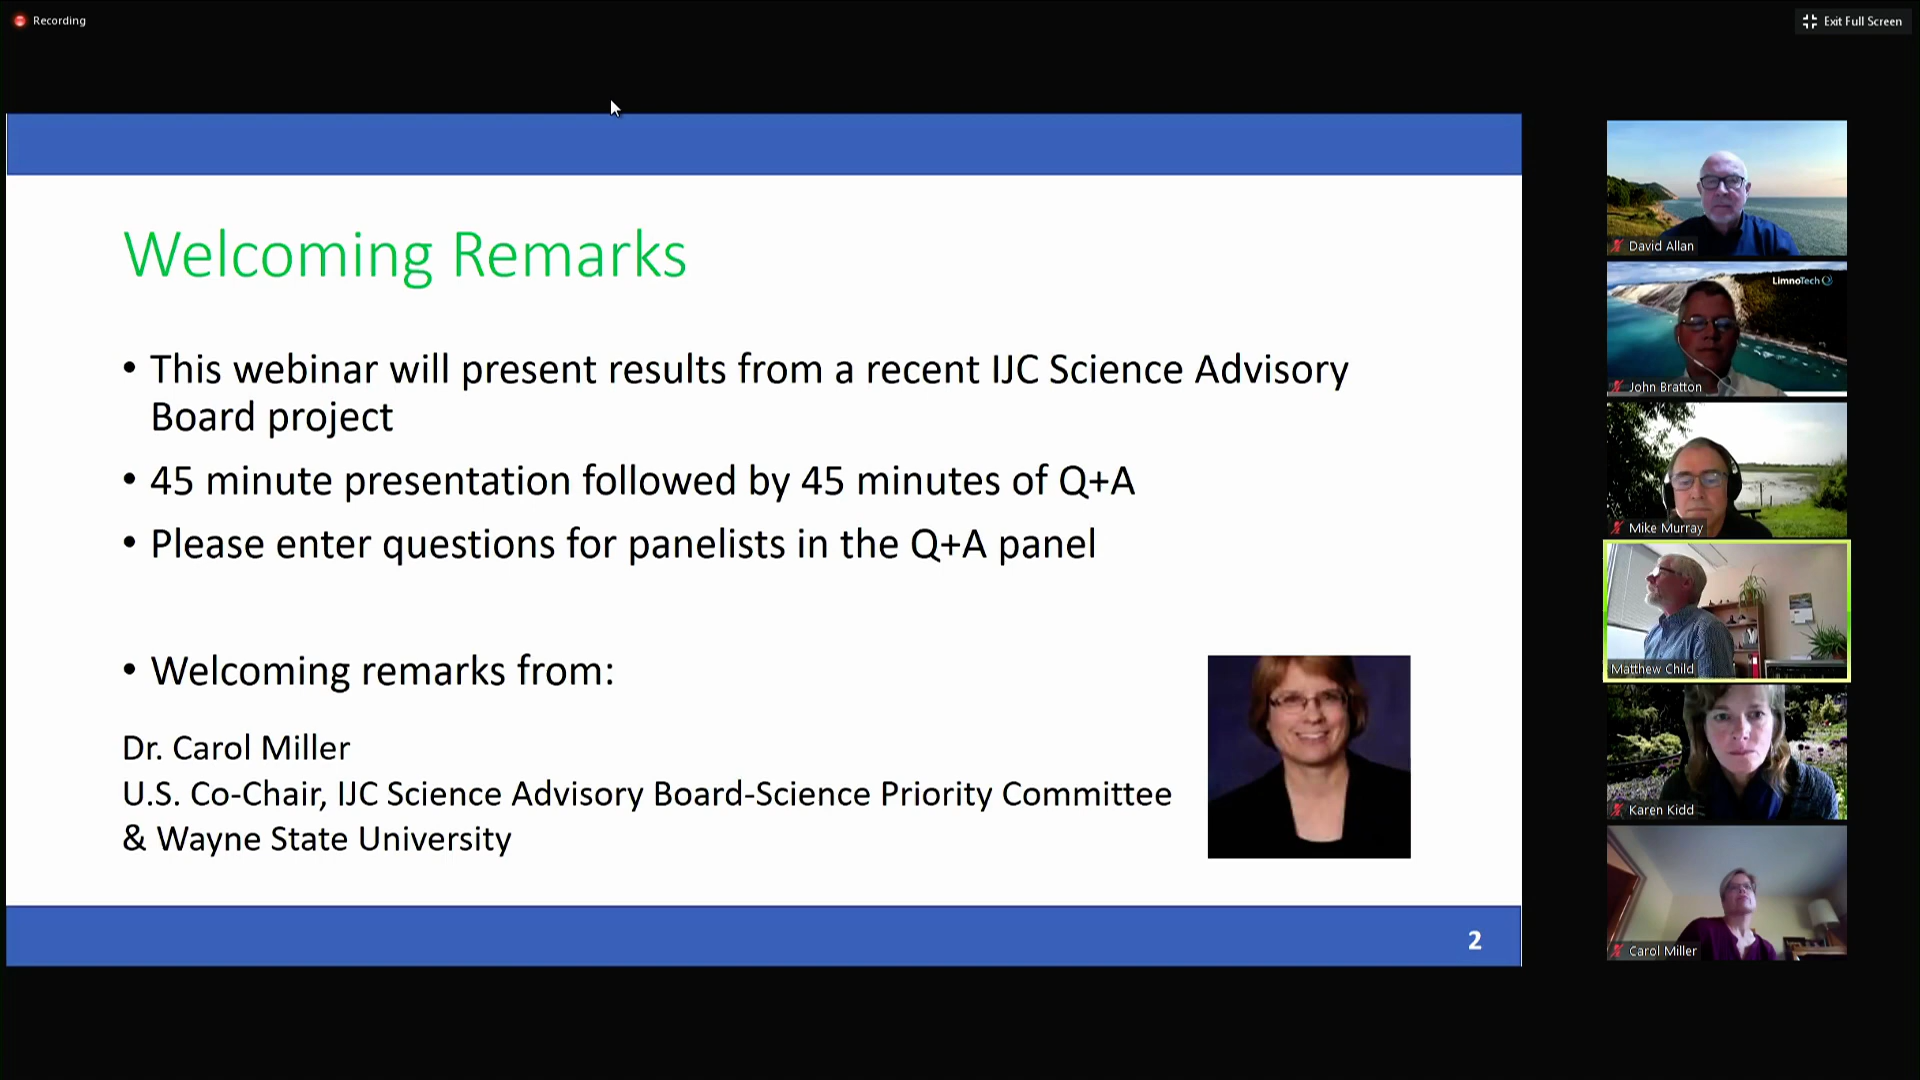 Recording
Exit Full Screen
Welcoming Remarks
• This webinar will present results from a recent IJC Science Advisory
Board project
• 45 minute presentation followed by 45 minutes of Q+A
• Please enter questions for panelists in the Q+A panel
• Welcoming remarks from:
Dr. Carol Miller
U.S. Co-Chair, IJC Science Advisory Board-Science Priority Committee
& Wayne State University
2
David Allan
LimnoTech
John Bratton
Mike Murray
Matthew Child
Karen Kidd
Carol Miller